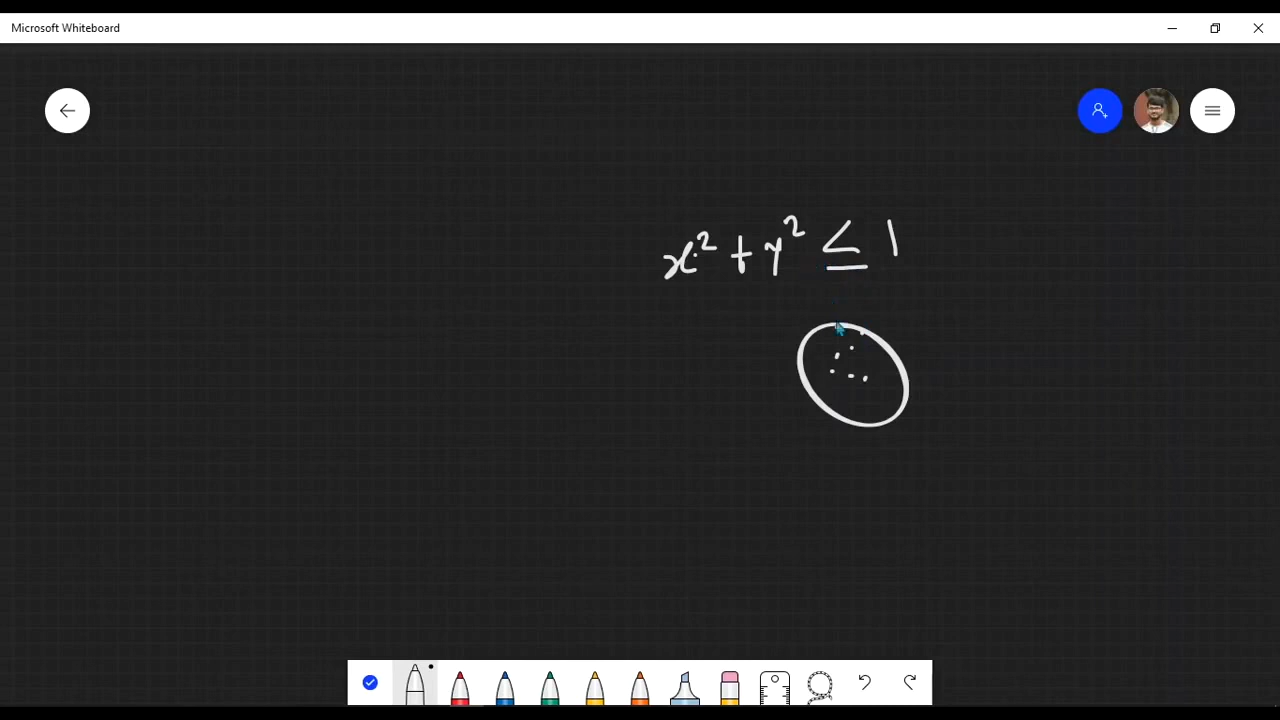 Microsoft Whiteboard
x² + y² ≤ 1